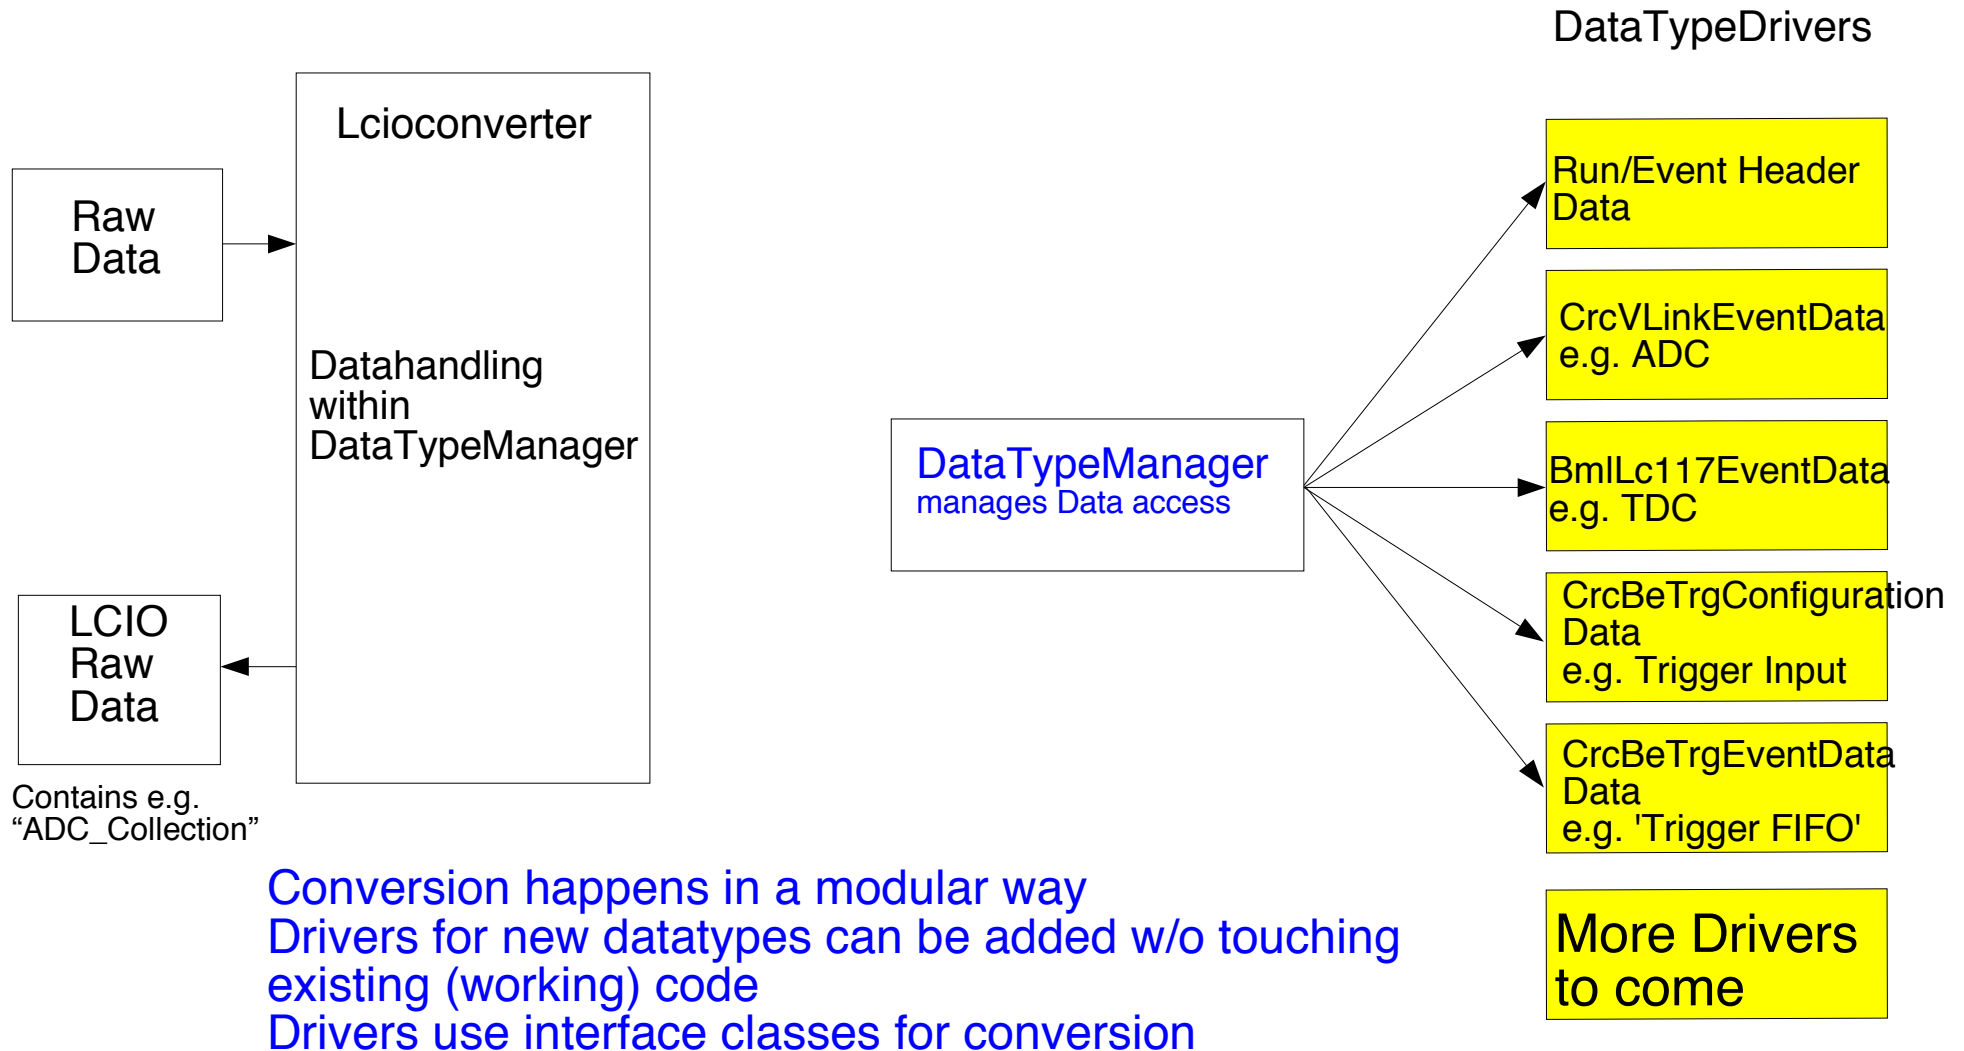 DataTypeDrivers
Lcioconverter
Raw
Data
Datahandling
within
DataTypeManager
LCIO
Raw
Data
Contains e.g.
“ADC_Collection”
DataTypeManager
manages Data access
Run/Event Header
Data
CrcVLinkEventData
e.g. ADC
BmlLc117EventData
e.g. TDC
CrcBeTrgConfiguration
Data
e.g. Trigger Input
CrcBeTrgEventData
Data
e.g. 'Trigger FIFO'
More Drivers
to come
Conversion happens in a modular way
Drivers for new datatypes can be added w/o touching
existing (working) code
Drivers use interface classes for conversion